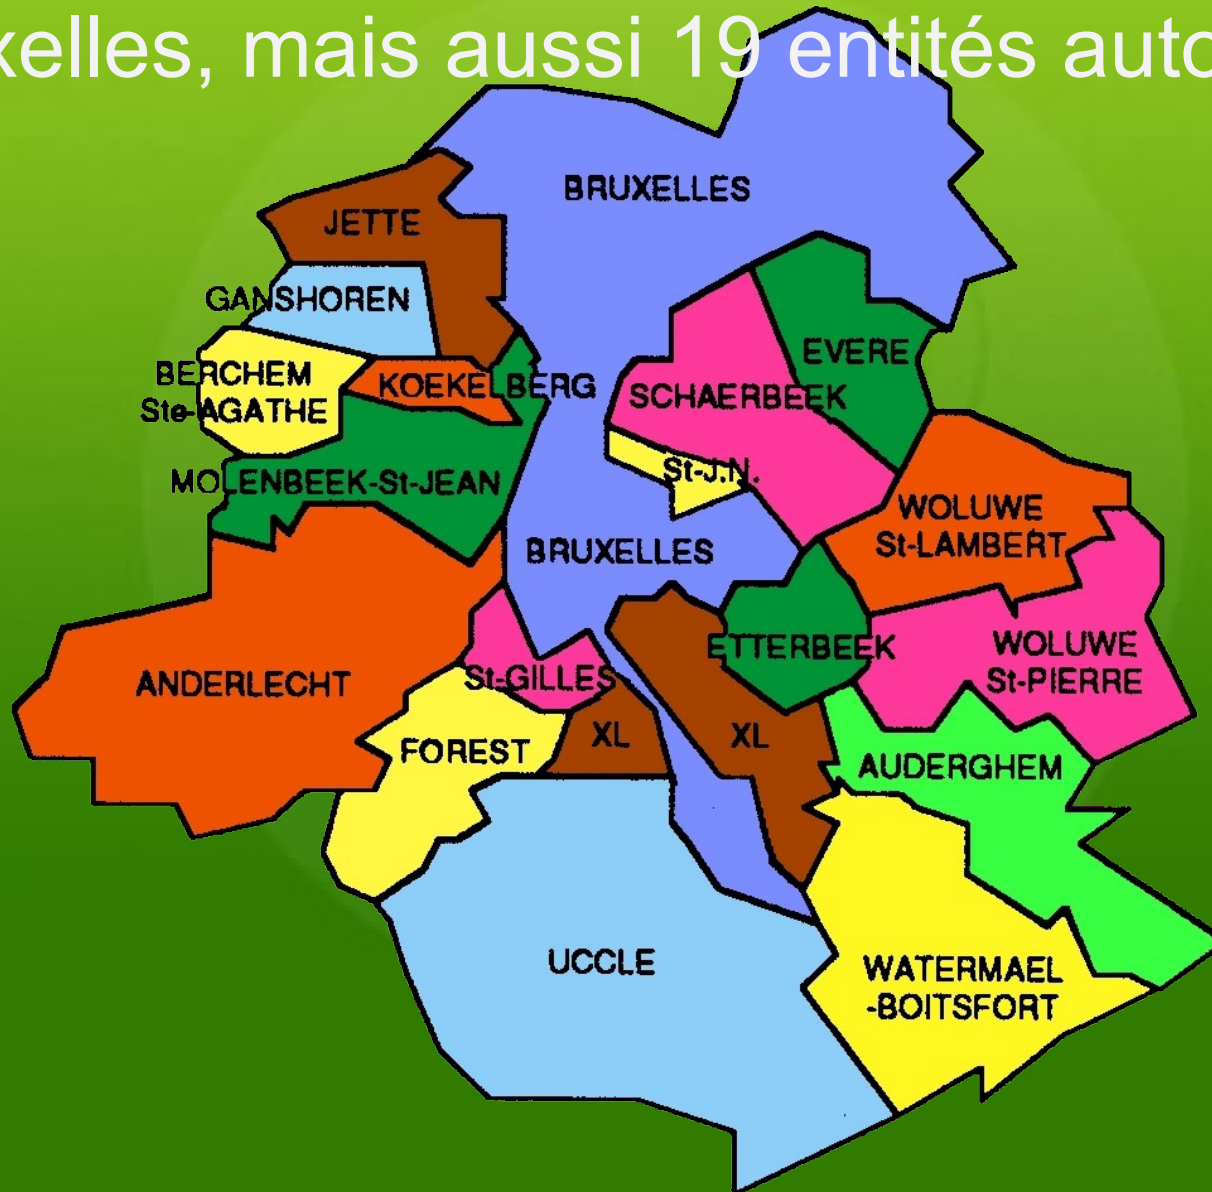 xelles, mais aussi 19 entités auto
BRUXELLES
JETTE
GANSHOREN
EVERE
BERCHEM
Ste-AGATHE
KOEKELBERG
SCHAERBEEK
St-J.N.
MOLENBEEK-St-JEAN
WOLUWE
St-LAMBERT
BRUXELLES
ETTERBEEK
WOLUWE
St-PIERRE
ANDERLECHT
St-GILLES
FOREST
XL
XL
AUDERGHEM
UCCLE
WATERMAEL
-BOITSFORT